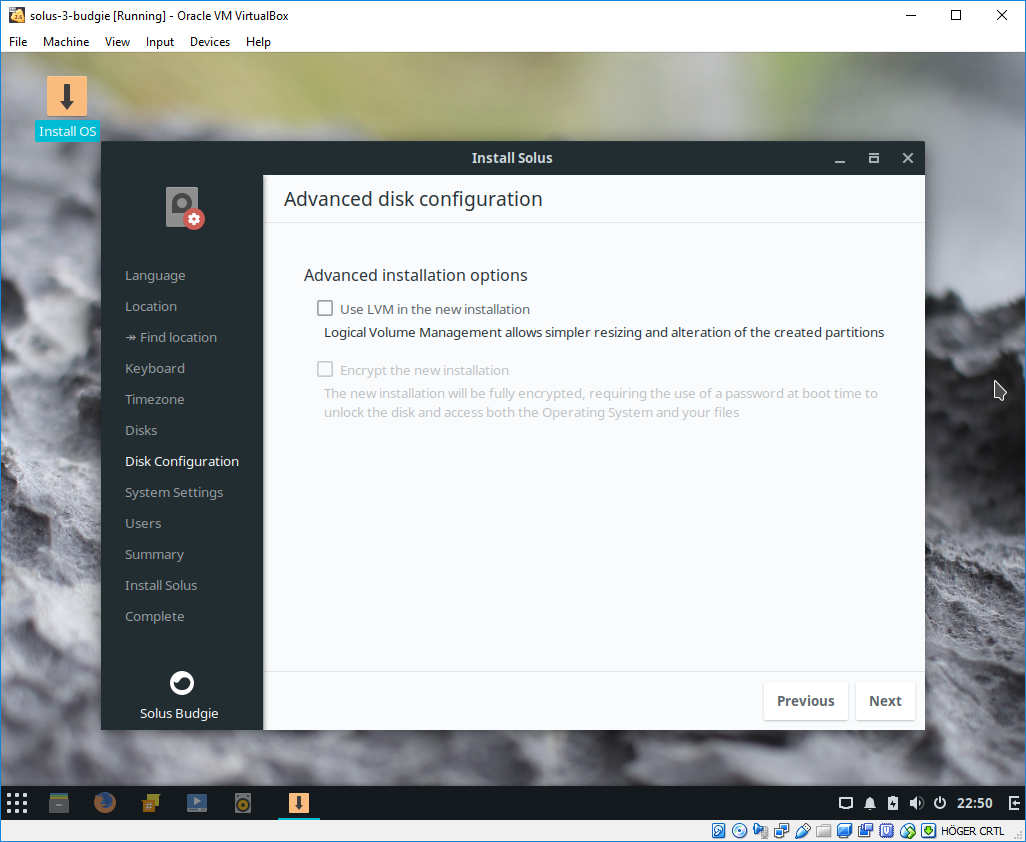 solus-3-budgie [Running] - Oracle VM VirtualBox
File Machine View Input Devices Help
Install OS
Install Solus
Advanced disk configuration
Language
Location
↠ Find location
Keyboard
Timezone
Disks
Disk Configuration
System Settings
Users
Summary
Install Solus
Complete
Solus Budgie
Advanced installation options
Use LVM in the new installation
Logical Volume Management allows simpler resizing and alteration of the created partitions
Encrypt the new installation
The new installation will be fully encrypted, requiring the use of a password at boot time to
unlock the disk and access both the Operating System and your files
Previous Next
22:50
HÖGER CRTL